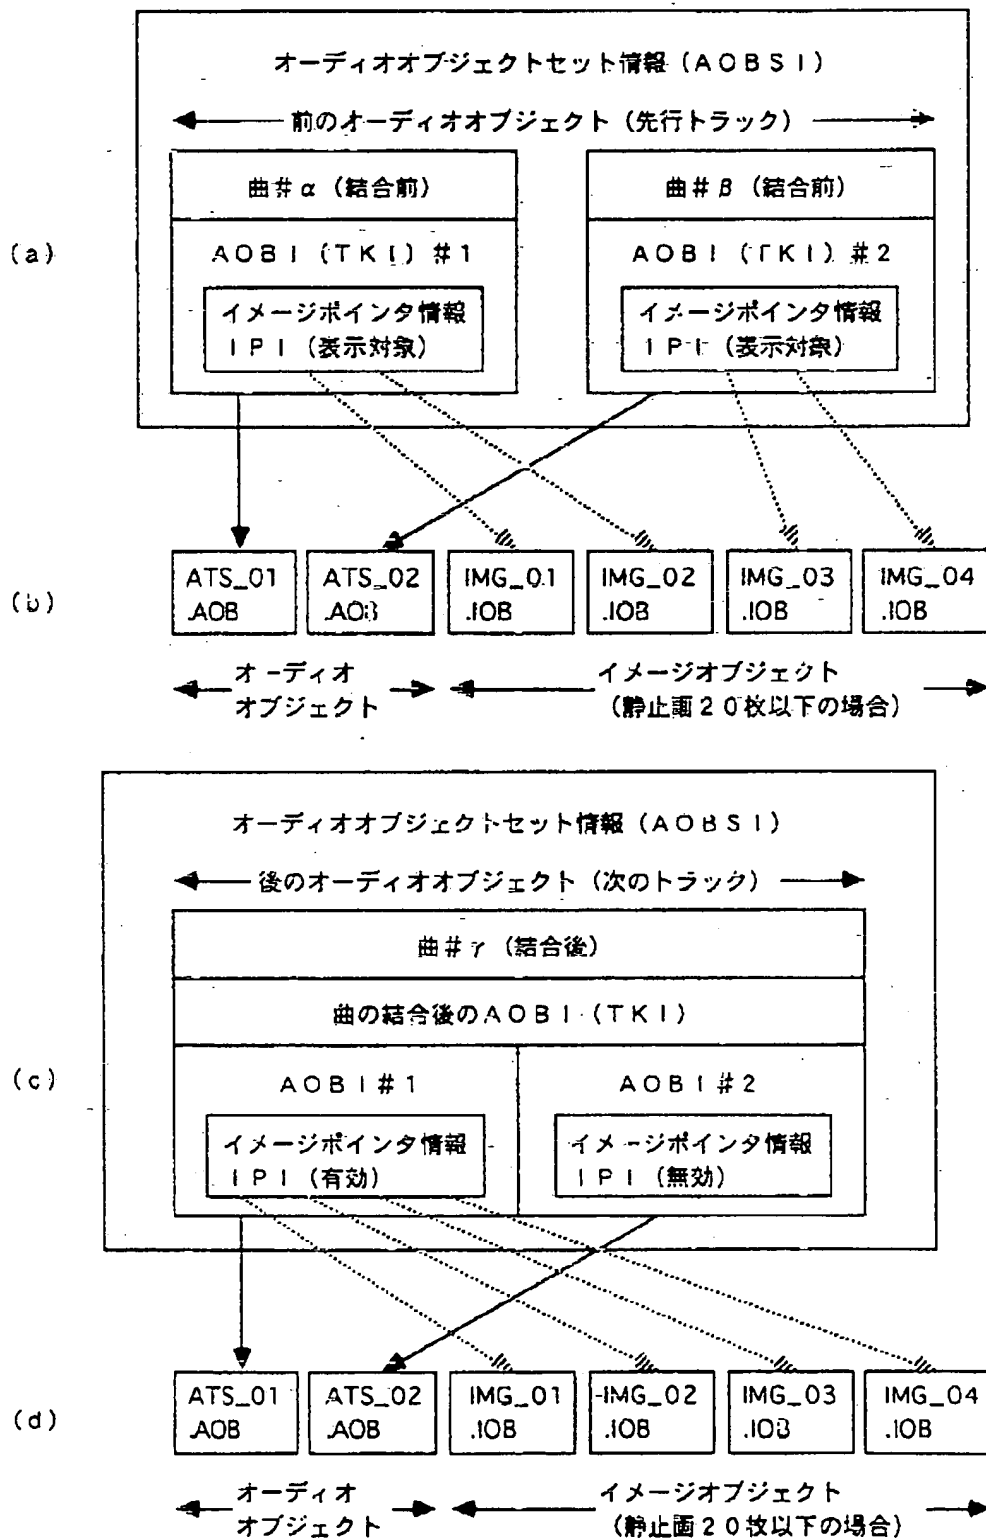 オーディオオブジェクトセット情報(AOBSI)
前のオーディオオブジェクト(先行トラック)
曲#α(結合前)
曲#β(結合前)
(a)
AOBI(TKI)#1
AOBI(TKI)#2
イメージポインタ情報
IPI(表示対象)
イメージポインタ情報
IPI(表示対象)
(b)
ATS_01
.AOB
ATS_02
.AOB
IMG_01
.IOB
IMG_02
.IOB
IMG_03
.IOB
IMG_04
.IOB
オーディオ
オブジェクト
イメージオブジェクト
(静止画20枚以下の場合)
オーディオオブジェクトセット情報(AOBSI)
後のオーディオオブジェクト(次のトラック)
曲#γ(結合後)
曲の結合後のAOBI(TKI)
(c)
AOBI#1
AOBI#2
イメージポインタ情報
IPI(有効)
イメージポインタ情報
IPI(無効)
(d)
ATS_01
.AOB
ATS_02
.AOB
IMG_01
.IOB
IMG_02
.IOB
IMG_03
.IOB
IMG_04
.IOB
オーディオ
オブジェクト
イメージオブジェクト
(静止画20枚以下の場合)